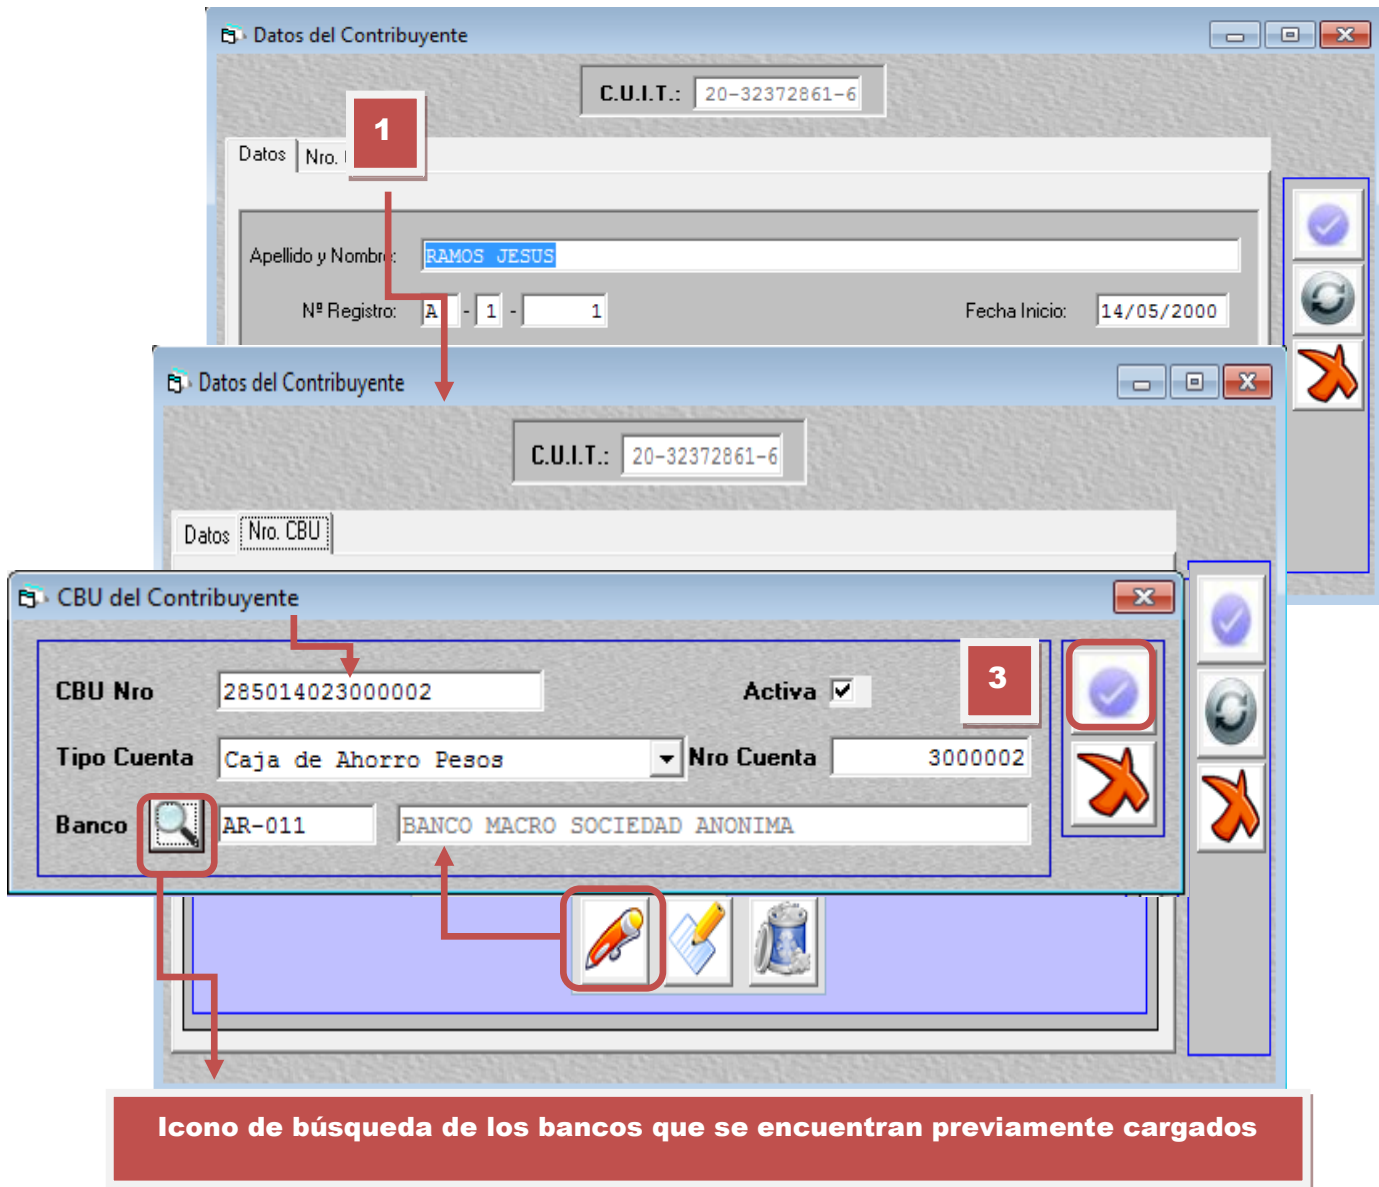 Datos del Contribuyente
C.U.I.T.: 20-32372861-6
1
Datos Nro.
Apellido y Nombre: RAMOS JESUS
Nº Registro: A - 1 - 1 Fecha Inicio: 14/05/2000
Datos del Contribuyente
C.U.I.T.: 20-32372861-6
Datos Nro. CBU
CBU del Contribuyente
CBU Nro 285014023000002 Activa 3
Tipo Cuenta Caja de Ahorro Pesos Nro Cuenta 3000002
Banco AR-011 BANCO MACRO SOCIEDAD ANONIMA
Icono de búsqueda de los bancos que se encuentran previamente cargados